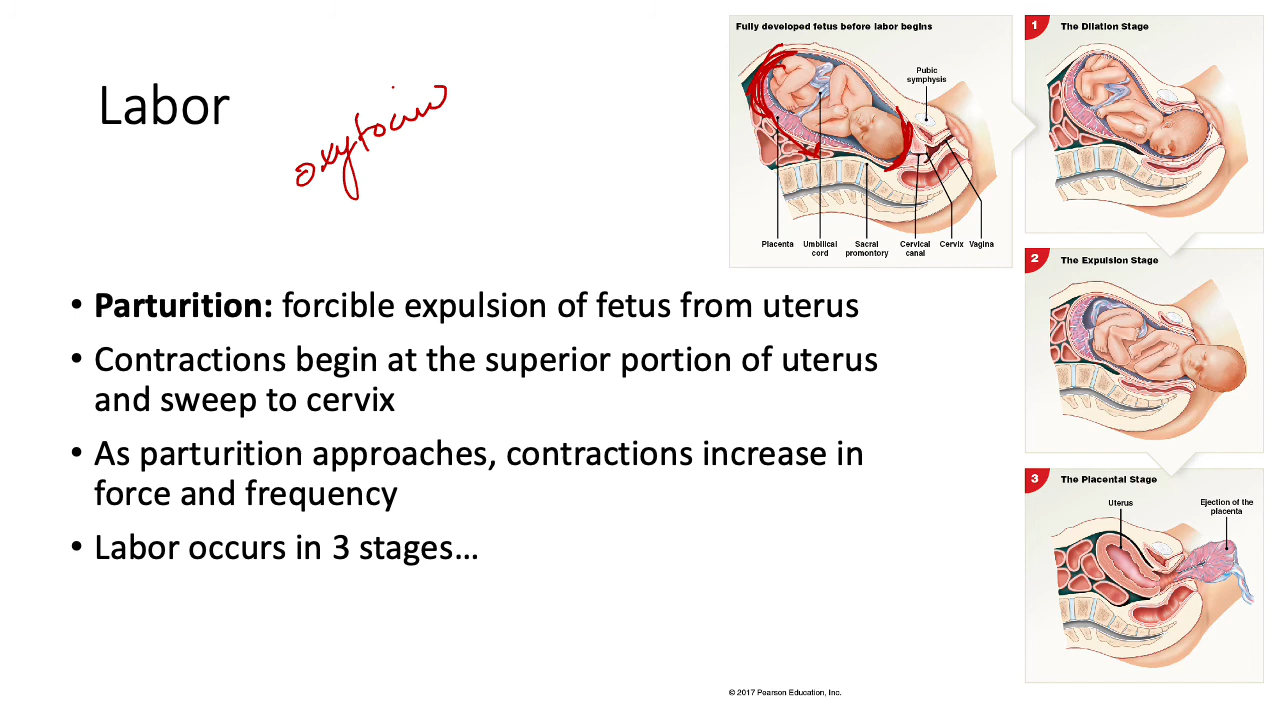 Labor
oxytocin
• Parturition: forcible expulsion of fetus from uterus
• Contractions begin at the superior portion of uterus
and sweep to cervix
• As parturition approaches, contractions increase in
force and frequency
• Labor occurs in 3 stages…
Fully developed fetus before labor begins
Pubic
symphysis
Placenta
Umbilical
cord
Sacral
promontory
Cervical
canal
Cervix
Vagina
1 The Dilation Stage
2 The Expulsion Stage
3 The Placental Stage
Uterus
Ejection of the
placenta
© 2017 Pearson Education, Inc.